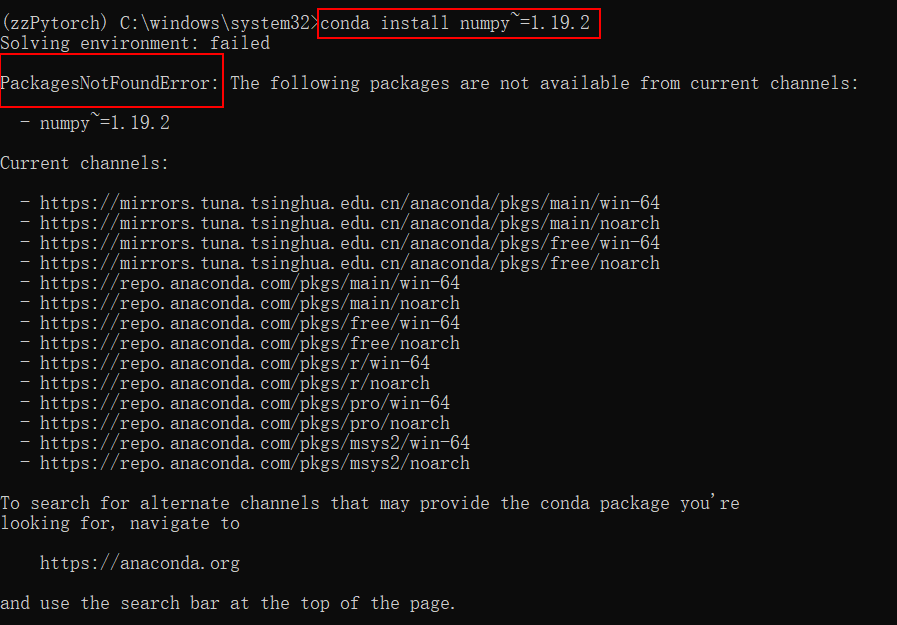 (zzPytorch) C:\windows\system32>conda install numpy~=1.19.2
Solving environment: failed
PackagesNotFoundError: The following packages are not available from current channels:
- numpy~=1.19.2
Current channels:
- https://mirrors.tuna.tsinghua.edu.cn/anaconda/pkgs/main/win-64
- https://mirrors.tuna.tsinghua.edu.cn/anaconda/pkgs/main/noarch
- https://mirrors.tuna.tsinghua.edu.cn/anaconda/pkgs/free/win-64
- https://mirrors.tuna.tsinghua.edu.cn/anaconda/pkgs/free/noarch
- https://repo.anaconda.com/pkgs/main/win-64
- https://repo.anaconda.com/pkgs/main/noarch
- https://repo.anaconda.com/pkgs/free/win-64
- https://repo.anaconda.com/pkgs/free/noarch
- https://repo.anaconda.com/pkgs/r/win-64
- https://repo.anaconda.com/pkgs/r/noarch
- https://repo.anaconda.com/pkgs/pro/win-64
- https://repo.anaconda.com/pkgs/pro/noarch
- https://repo.anaconda.com/pkgs/msys2/win-64
- https://repo.anaconda.com/pkgs/msys2/noarch
To search for alternate channels that may provide the conda package you're
looking for, navigate to
https://anaconda.org
and use the search bar at the top of the page.